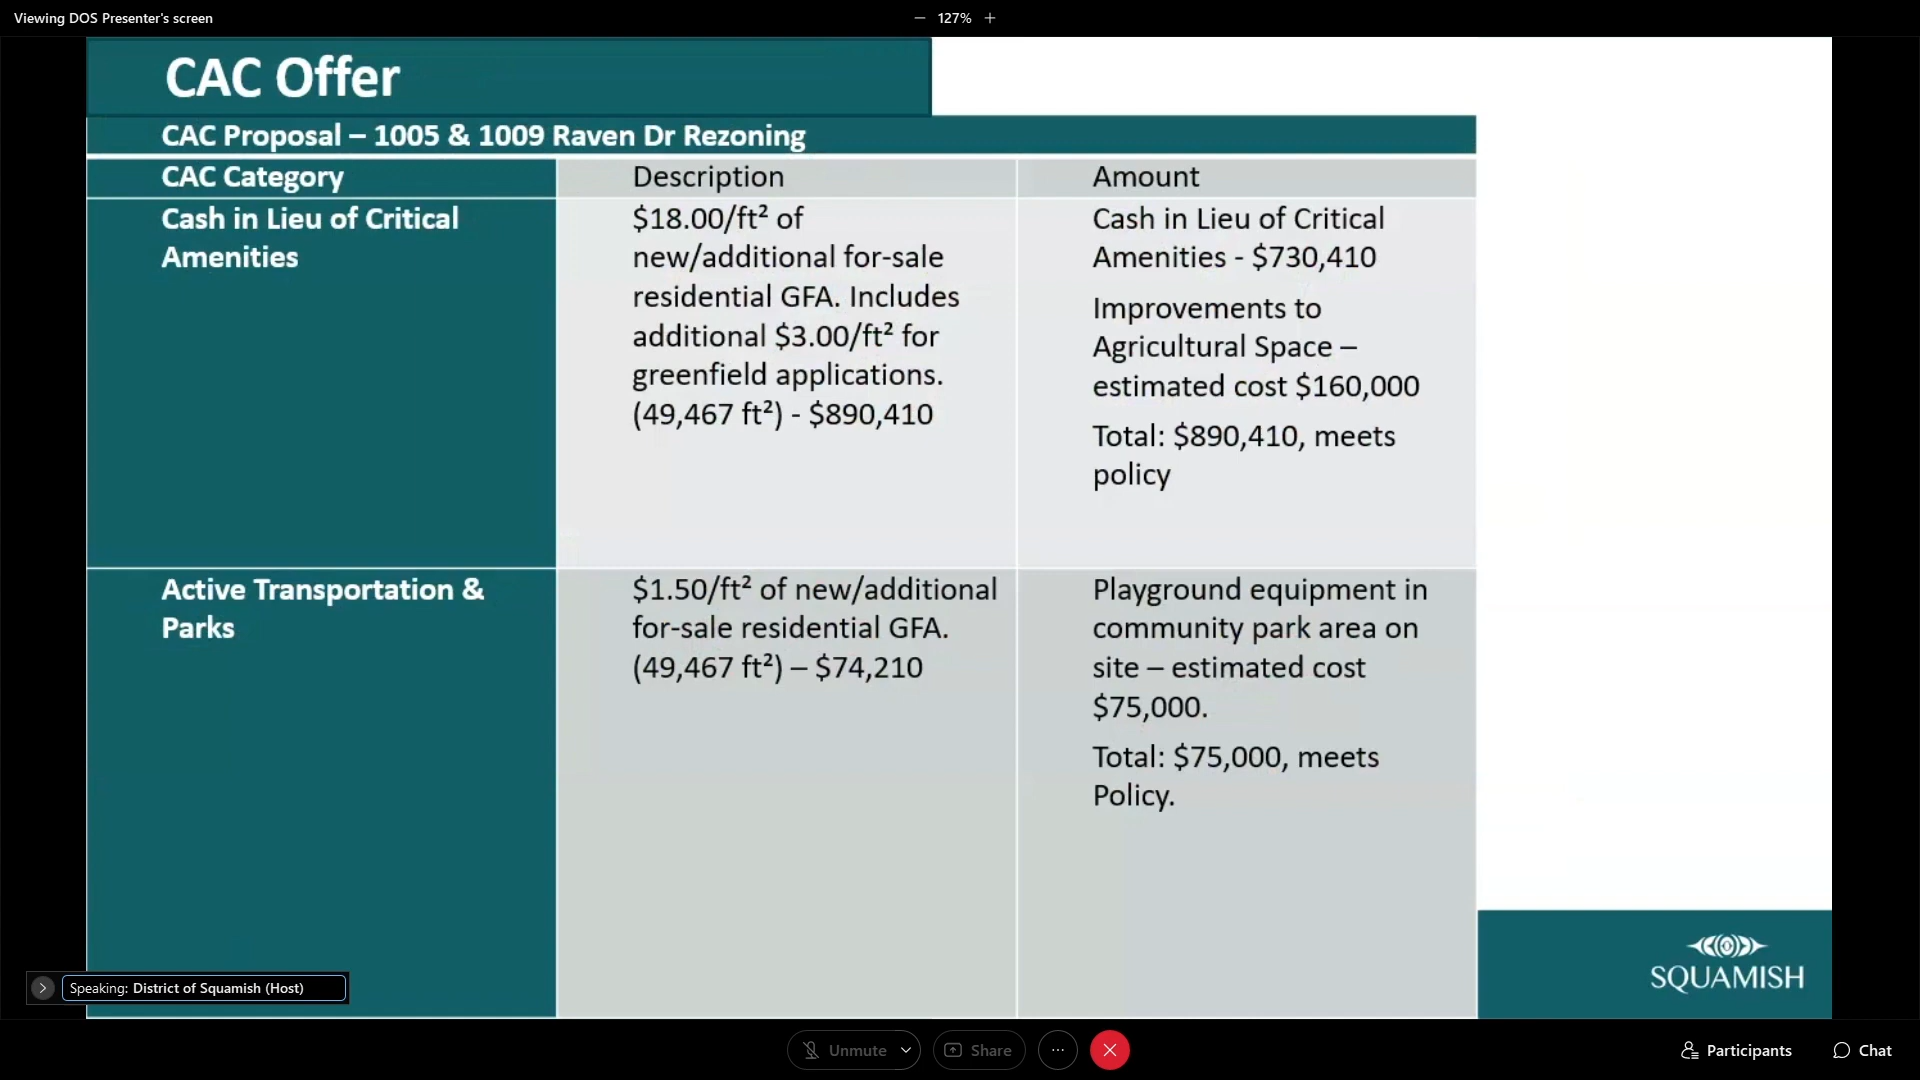 Viewing DOS Presenter's screen
127%
CAC Offer
CAC Proposal – 1005 & 1009 Raven Dr Rezoning
CAC Category
Description
Amount
Cash in Lieu of Critical
Amenities
$18.00/ft² of
new/additional for-sale
residential GFA. Includes
additional $3.00/ft² for
greenfield applications.
(49,467 ft²) - $890,410
Cash in Lieu of Critical
Amenities - $730,410
Improvements to
Agricultural Space –
estimated cost $160,000
Total: $890,410, meets
policy
Active Transportation &
Parks
$1.50/ft² of new/additional
for-sale residential GFA.
(49,467 ft²) – $74,210
Playground equipment in
community park area on
site – estimated cost
$75,000.
Total: $75,000, meets
Policy.
SQUAMISH
Speaking: District of Squamish (Host)
Unmute
Share
Participants
Chat